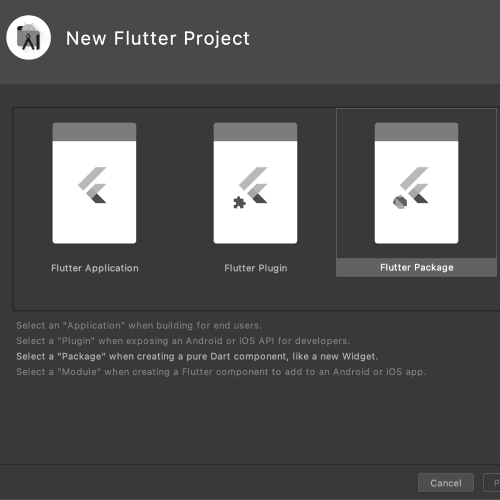 New Flutter Project
Flutter Application
Flutter Plugin
Flutter Package
Select an "Application" when building for end users.
Select a "Plugin" when exposing an Android or iOS API for developers.
Select a "Package" when creating a pure Dart component, like a new Widget.
Select a "Module" when creating a Flutter component to add to an Android or iOS app.
Cancel